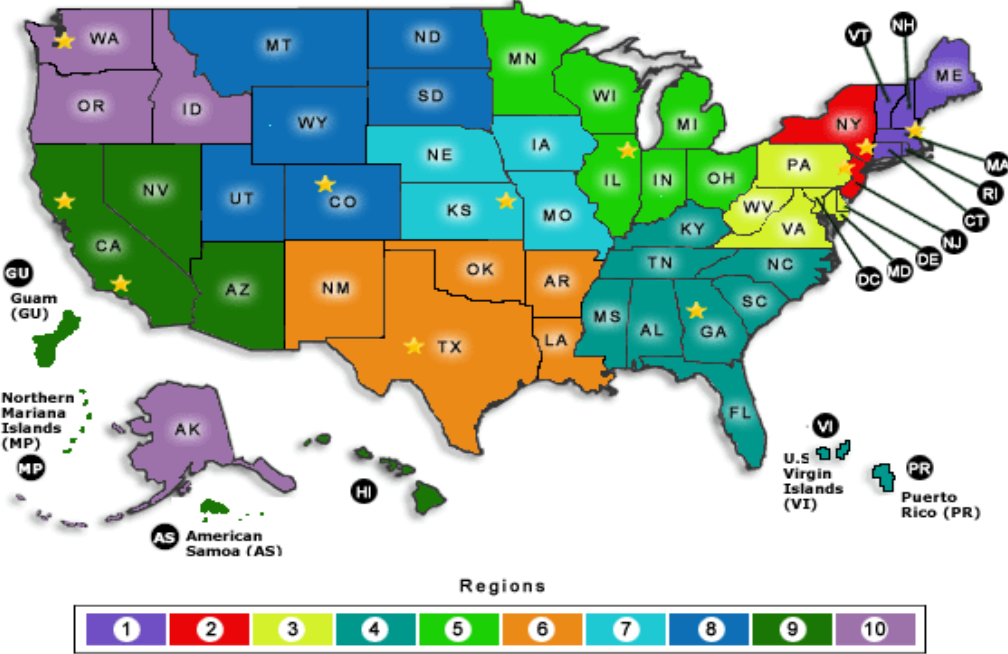 NH
VT
WA
MT
ND
MN
ME
OR
ID
SD
WI
MI
NY
WY
MA
NE
IA
PA
RI
NV
UT
CO
KS
MO
IL
IN
OH
WV
VA
CT
NJ
DE
MD
DC
CA
KY
AZ
NM
OK
AR
TN
NC
SC
GU
Guam
(GU)
TX
LA
MS
AL
GA
FL
Northern
Mariana
Islands
(MP)
MP
AK
HI
AS
American
Samoa (AS)
VI
U.S
Virgin
Islands
(VI)
PR
Puerto
Rico (PR)
Regions
1 2 3 4 5 6 7 8 9 10